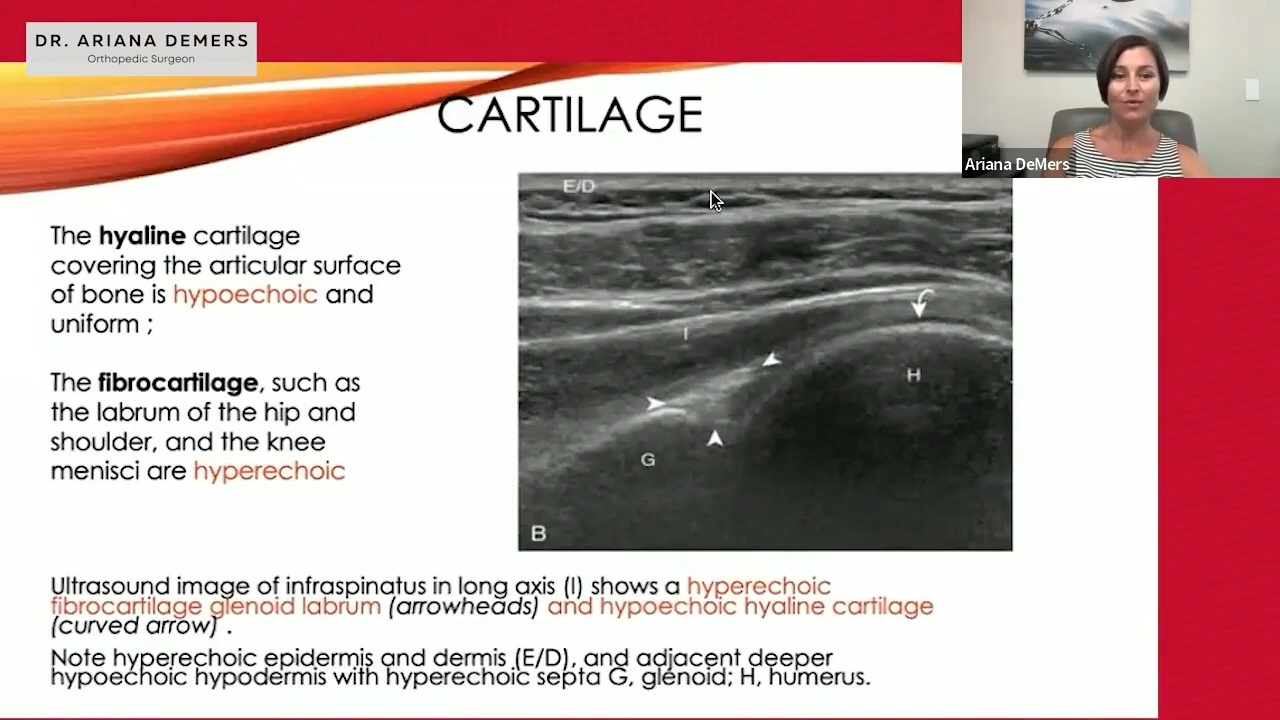 DR. ARIANA DEMERS
Orthopedic Surgeon
CARTILAGE
Ariana DeMers
The hyaline cartilage
covering the articular surface
of bone is hypoechoic and
uniform ;
The fibrocartilage, such as
the labrum of the hip and
shoulder, and the knee
menisci are hyperechoic
E/D
I
H
G
B
Ultrasound image of infraspinatus in long axis (I) shows a hyperechoic
fibrocartilage glenoid labrum (arrowheads) and hypoechoic hyaline cartilage
(curved arrow) .
Note hyperechoic epidermis and dermis (E/D), and adjacent deeper
hypoechoic hypodermis with hyperechoic septa G, glenoid; H, humerus.